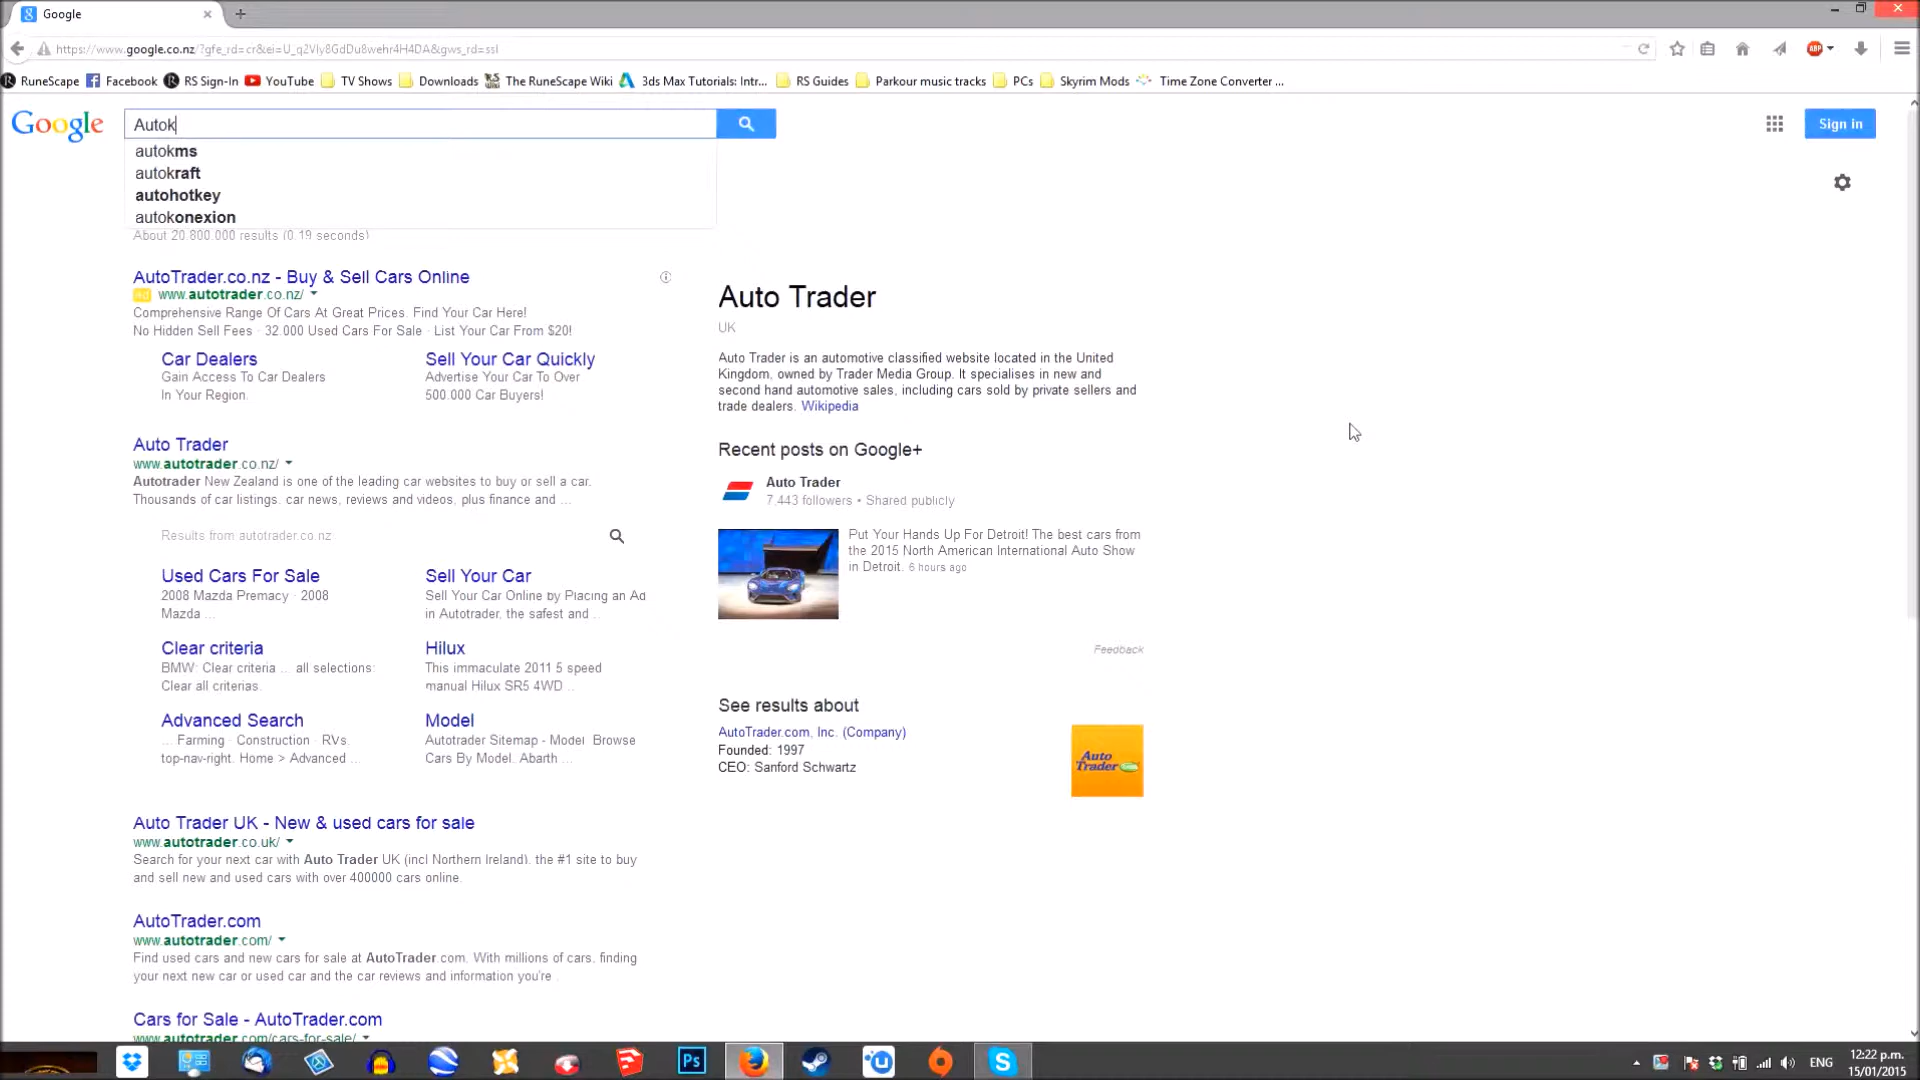 Google
https://www.google.co.nz/?gfe_rd=cr&ei=U_q2Vly8GdDu8wehr4H4DA&gws_rd=ssl
ABP
RuneScape Facebook RS Sign-In YouTube TV Shows Downloads The RuneScape Wiki 3ds Max Tutorials: Intr... RS Guides Parkour music tracks PCs Skyrim Mods Time Zone Converter ...
Google
Autok
Sign in
autokms
autokraft
autohotkey
autokonexion
About 20,800,000 results (0.19 seconds)
AutoTrader.co.nz - Buy & Sell Cars Online
Ad www.autotrader.co.nz/
Comprehensive Range Of Cars At Great Prices. Find Your Car Here!
No Hidden Sell Fees · 32,000 Used Cars For Sale · List Your Car From $20!
Car Dealers
Gain Access To Car Dealers
In Your Region.
Sell Your Car Quickly
Advertise Your Car To Over
500,000 Car Buyers!
Auto Trader
www.autotrader.co.nz/
Autotrader New Zealand is one of the leading car websites to buy or sell a car.
Thousands of car listings, car news, reviews and videos, plus finance and ...
Results from autotrader.co.nz
Used Cars For Sale
2008 Mazda Premacy · 2008
Mazda ...
Sell Your Car
Sell Your Car Online by Placing an Ad
in Autotrader, the safest and ...
Clear criteria
BMW: Clear criteria ... all selections:
Clear all criterias.
Hilux
This immaculate 2011 5 speed
manual Hilux SR5 4WD ...
Advanced Search
... Farming · Construction · RVs.
top-nav-right. Home > Advanced ...
Model
Autotrader Sitemap - Model. Browse
Cars By Model. Abarth ...
Auto Trader UK - New & used cars for sale
www.autotrader.co.uk/
Search for your next car with Auto Trader UK (incl Northern Ireland), the #1 site to buy
and sell new and used cars with over 400000 cars online.
AutoTrader.com
www.autotrader.com/
Find used cars and new cars for sale at AutoTrader.com. With millions of cars, finding
your next new car or used car and the car reviews and information you're ...
Cars for Sale - AutoTrader.com
www.autotrader.com/cars-for-sale/
Auto Trader
UK
Auto Trader is an automotive classified website located in the United
Kingdom, owned by Trader Media Group. It specialises in new and
second hand automotive sales, including cars sold by private sellers and
trade dealers. Wikipedia
Recent posts on Google+
Auto Trader
7,443 followers • Shared publicly
Put Your Hands Up For Detroit! The best cars from
the 2015 North American International Auto Show
in Detroit. 6 hours ago
Feedback
See results about
AutoTrader.com, Inc. (Company)
Founded: 1997
CEO: Sanford Schwartz
Auto
Trader
Ps
ENG
12:22 p.m.
15/01/2015